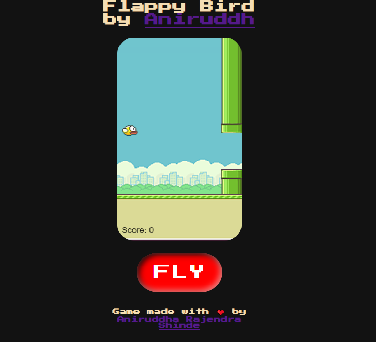 Flappy Bird
by Aniruddh
Score: 0
FLY
Game made with ❤ by
Aniruddha Rajendra
Shinde